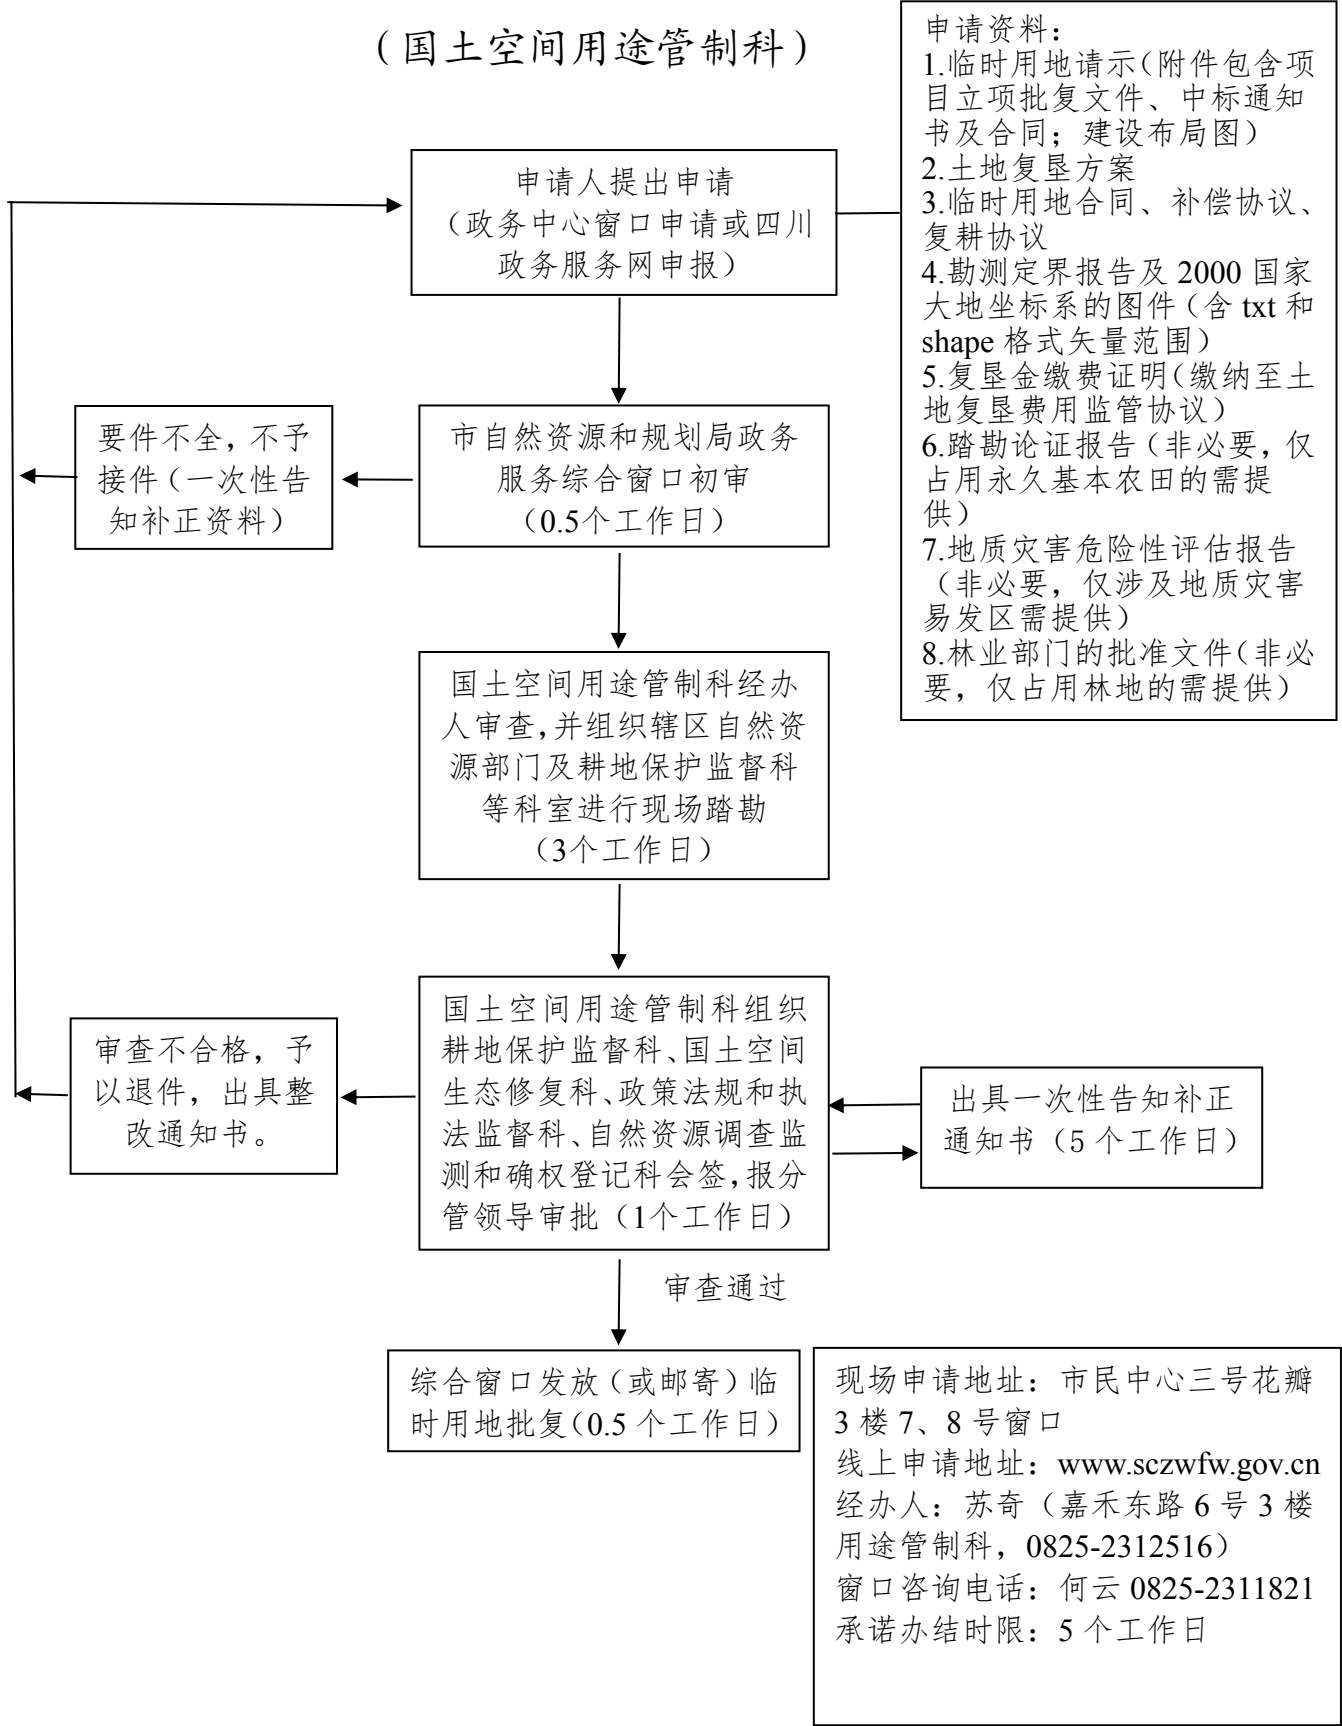 （国土空间用途管制科）
申请资料：
1.临时用地请示（附件包含项
目立项批复文件、中标通知
书及合同；建设布局图）
2.土地复垦方案
3.临时用地合同、补偿协议、
复耕协议
4.勘测定界报告及 2000 国家
大地坐标系的图件（含 txt 和
shape 格式矢量范围）
5.复垦金缴费证明（缴纳至土
地复垦费用监管协议）
6.踏勘论证报告（非必要，仅
占用永久基本农田的需提
供）
7.地质灾害危险性评估报告
（非必要，仅涉及地质灾害
易发区需提供）
8.林业部门的批准文件（非必
要，仅占用林地的需提供）
申请人提出申请
（政务中心窗口申请或四川
政务服务网申报）
要件不全，不予
接件（一次性告
知补正资料）
市自然资源和规划局政务
服务综合窗口初审
（0.5个工作日）
国土空间用途管制科经办
人审查，并组织辖区自然资
源部门及耕地保护监督科
等科室进行现场踏勘
（3个工作日）
审查不合格，予
以退件，出具整
改通知书。
国土空间用途管制科组织
耕地保护监督科、国土空间
生态修复科、政策法规和执
法监督科、自然资源调查监
测和确权登记科会签，报分
管领导审批（1个工作日）
出具一次性告知补正
通知书（5 个工作日）
审查通过
综合窗口发放（或邮寄）临
时用地批复（0.5 个工作日）
现场申请地址：市民中心三号花瓣
3 楼 7、8 号窗口
线上申请地址：www.sczwfw.gov.cn
经办人：苏奇（嘉禾东路 6 号 3 楼
用途管制科，0825-2312516）
窗口咨询电话：何云 0825-2311821
承诺办结时限：5 个工作日